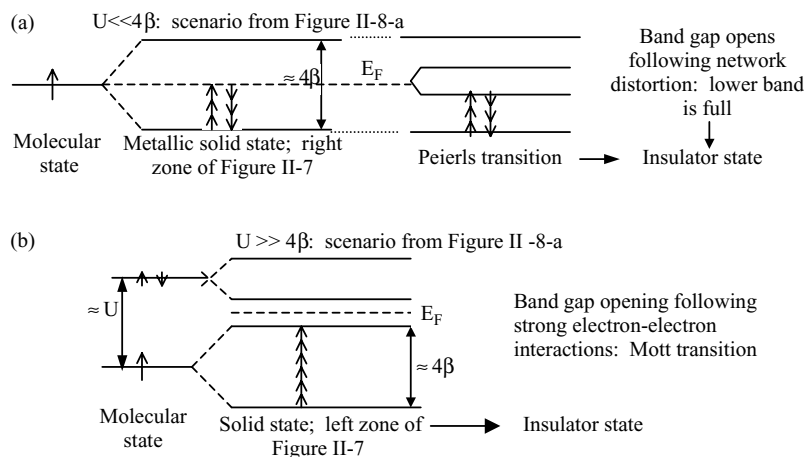 (a)
U<<4β: scenario from Figure II-8-a
≈ 4β
E_F
Molecular
state
Metallic solid state; right
zone of Figure II-7
Peierls transition
Band gap opens
following network
distortion: lower band
is full
Insulator state
(b)
U >> 4β: scenario from Figure II -8-a
≈ U
E_F
≈ 4β
Molecular
state
Solid state; left zone of
Figure II-7
Band gap opening following
strong electron-electron
interactions: Mott transition
Insulator state